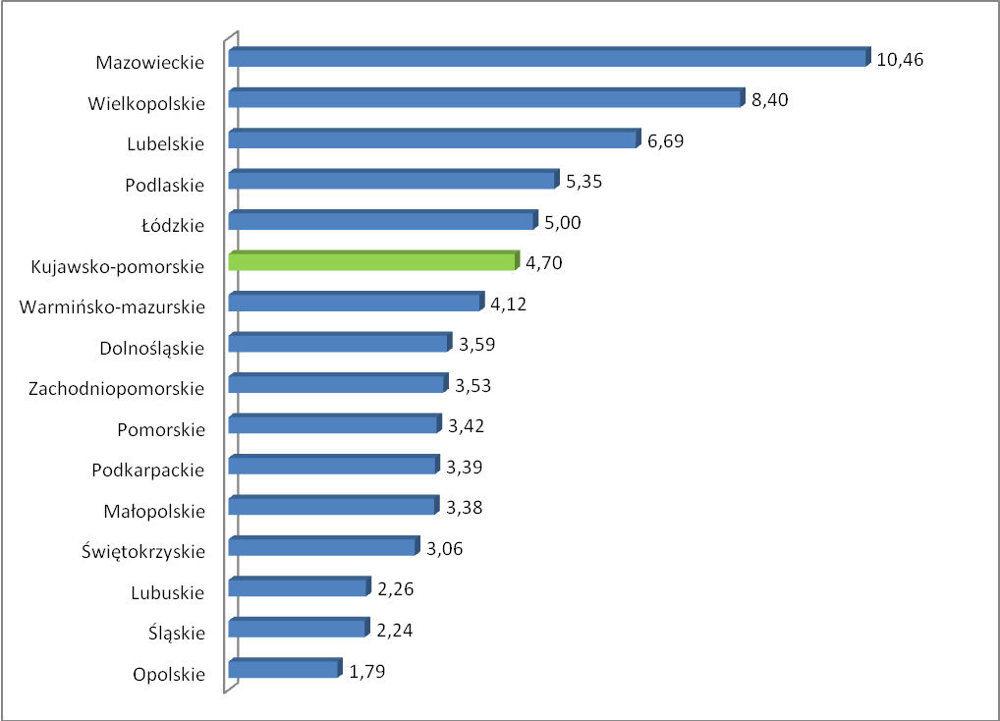 Mazowieckie 10,46
Wielkopolskie 8,40
Lubelskie 6,69
Podlaskie 5,35
Łódzkie 5,00
Kujawsko-pomorskie 4,70
Warmińsko-mazurskie 4,12
Dolnośląskie 3,59
Zachodniopomorskie 3,53
Pomorskie 3,42
Podkarpackie 3,39
Małopolskie 3,38
Świętokrzyskie 3,06
Lubuskie 2,26
Śląskie 2,24
Opolskie 1,79